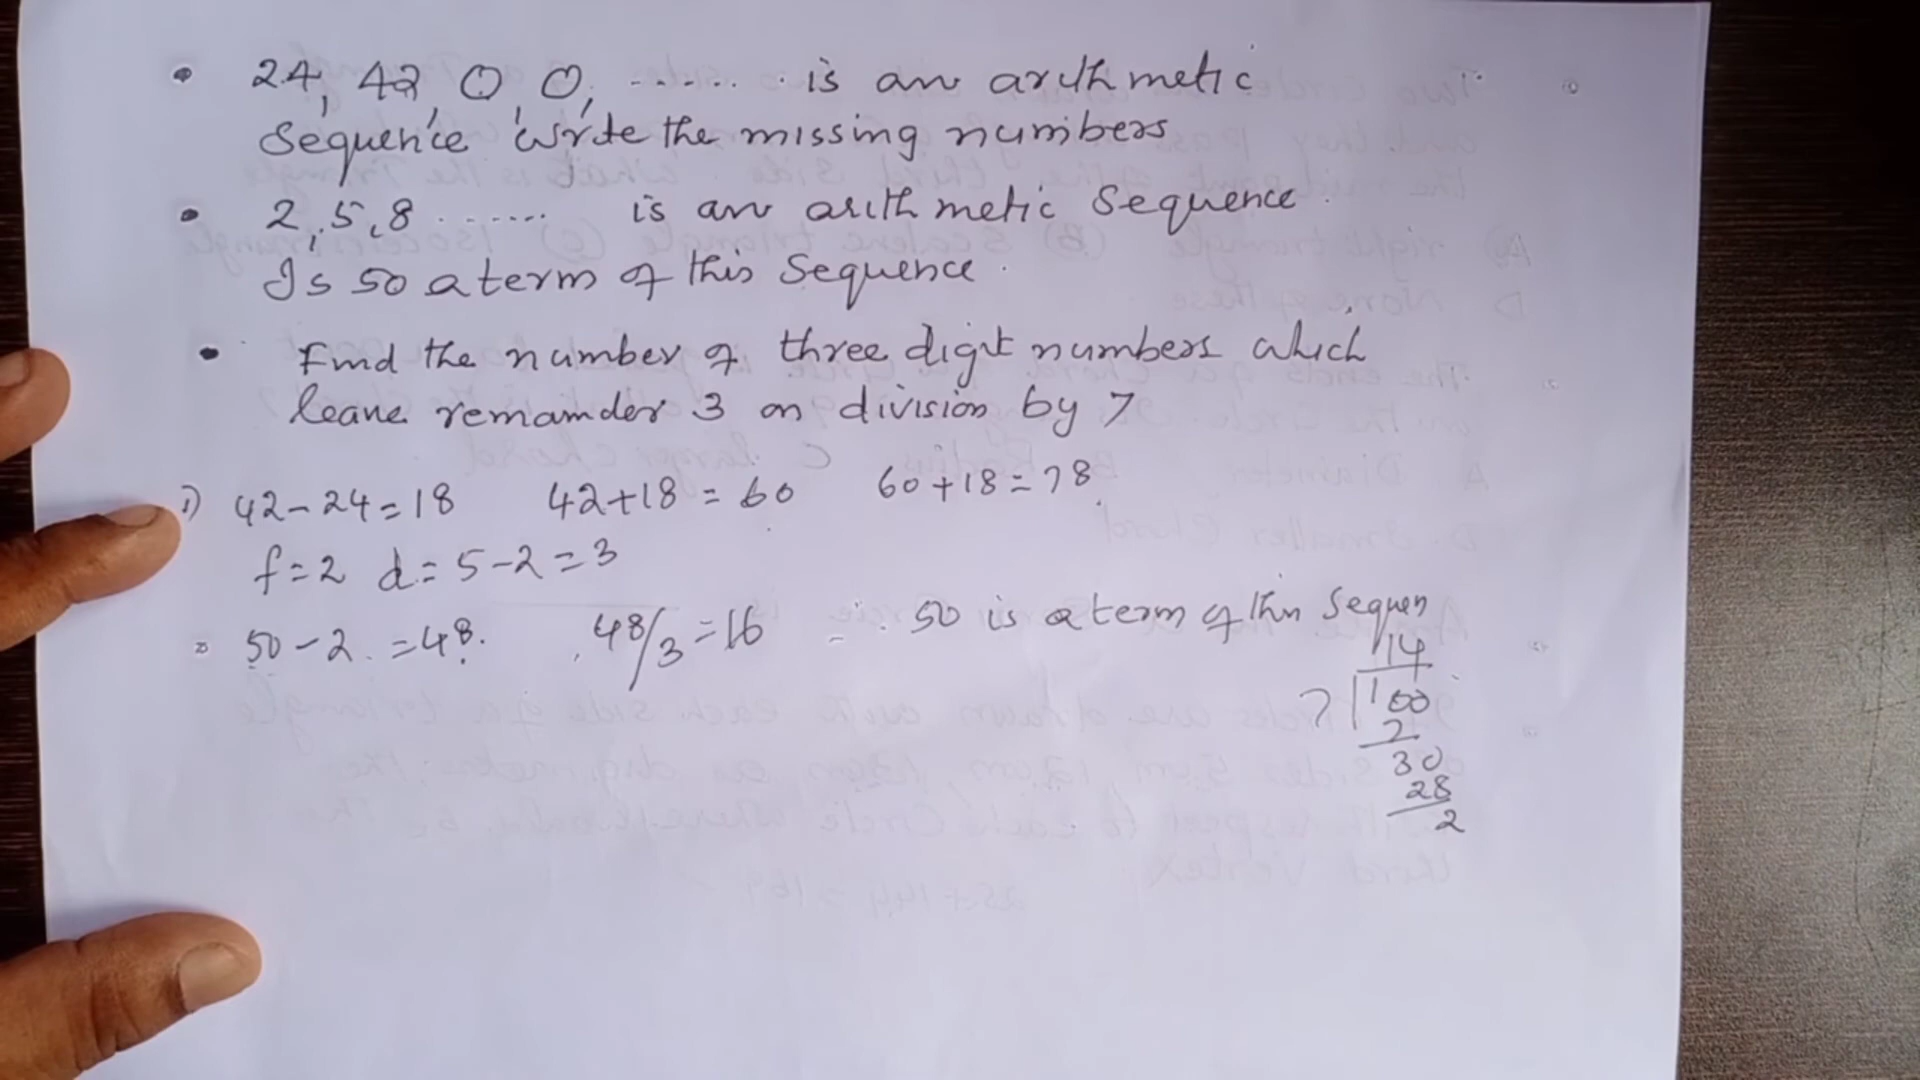 • 24, 42, O, O, ....... is an arithmetic
Sequence write the missing numbers
• 2, 5, 8 ....... is an arithmetic Sequence.
Is 50 a term of this Sequence.
• Find the number of three digit numbers which
leave remainder 3 on division by 7
1) 42-24=18 42+18=60 60+18=78
f=2 d=5-2=3
2) 50-2=48. 48/3=16 ∴ 50 is a term of this Sequen
14
7 100
7
30
28
2